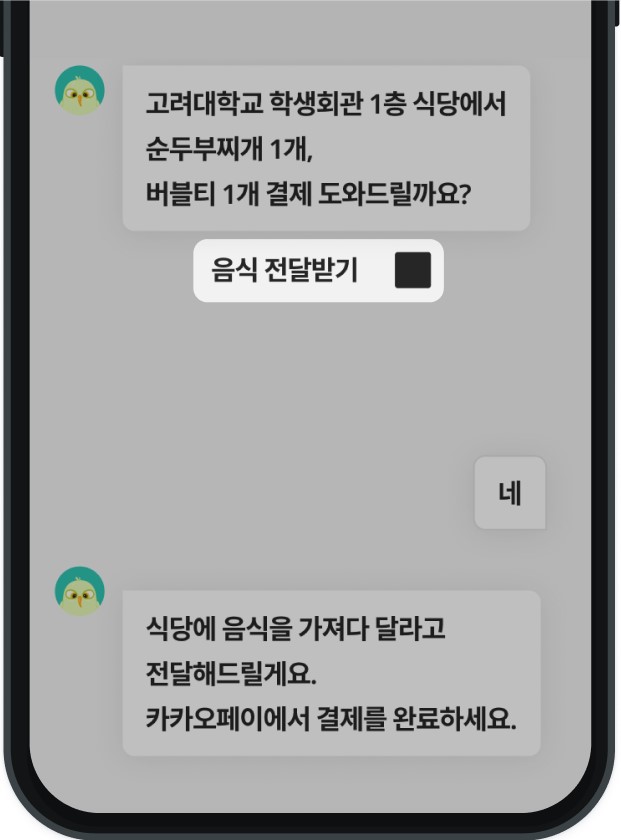 고려대학교 학생회관 1층 식당에서
순두부찌개 1개,
버블티 1개 결제 도와드릴까요?
음식 전달받기
네
식당에 음식을 가져다 달라고
전달해드릴게요.
카카오페이에서 결제를 완료하세요.